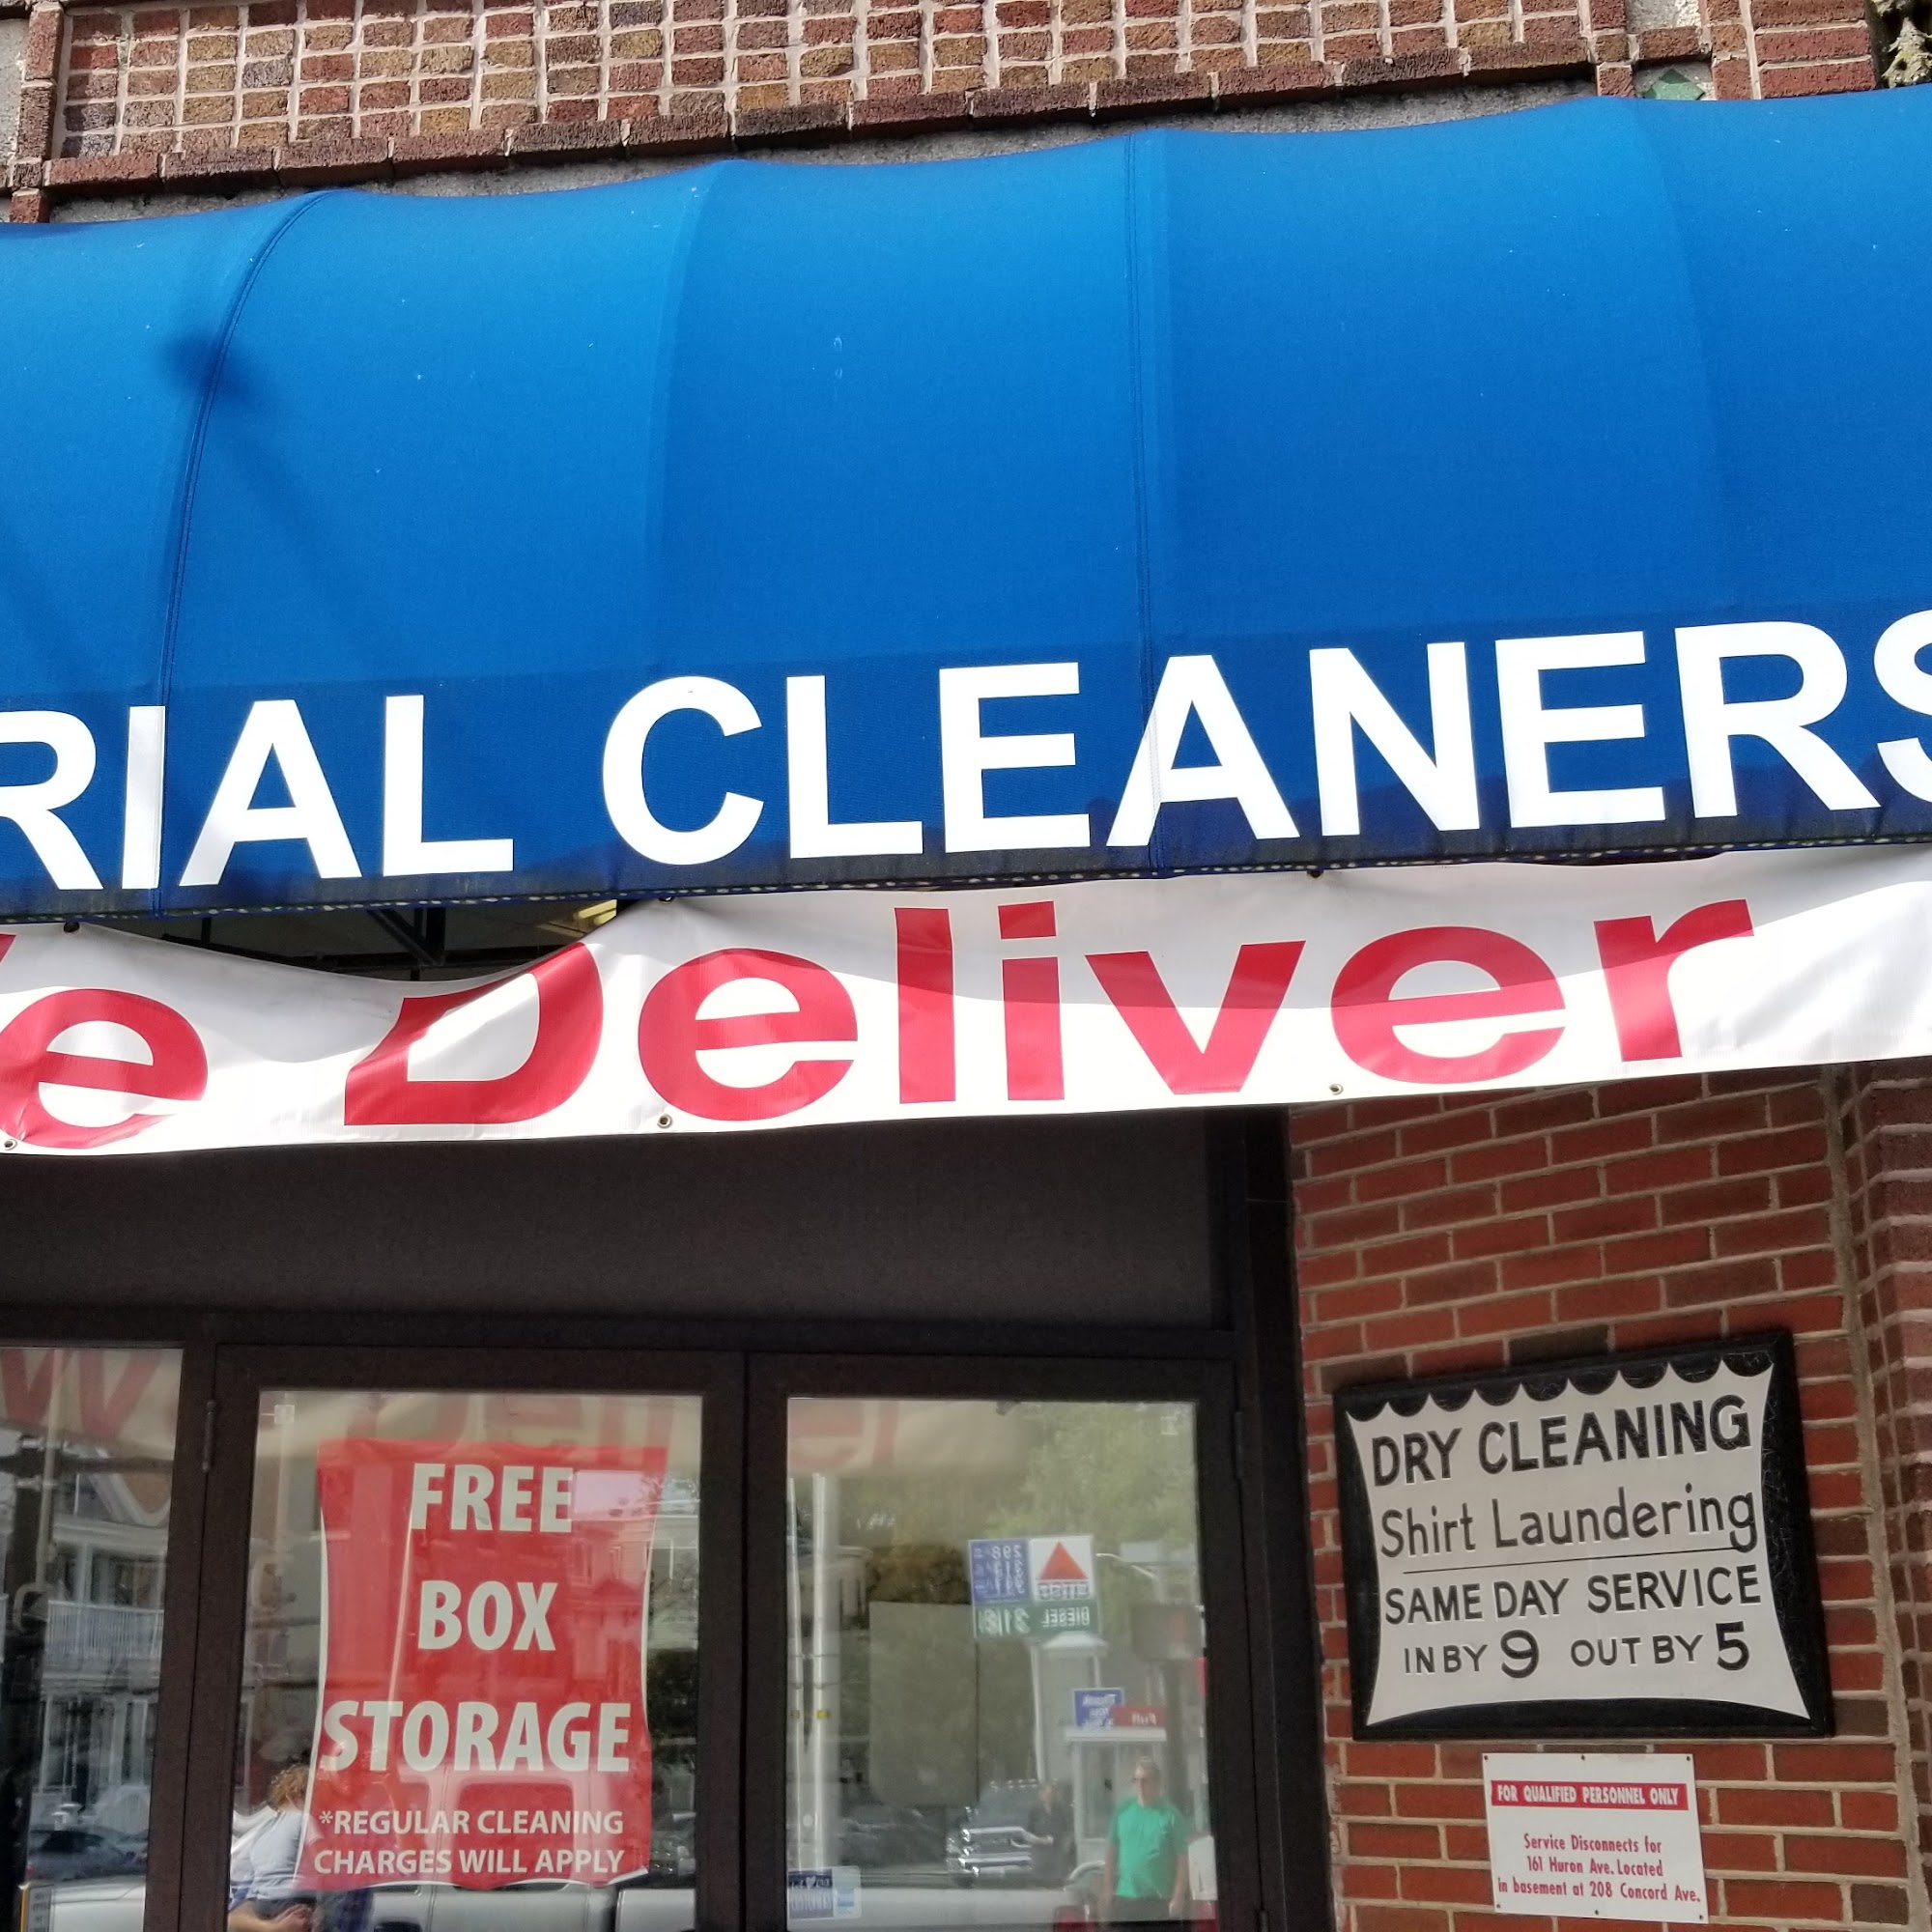 RIAL CLEANERS
We Deliver
FREE
BOX
STORAGE
*REGULAR CLEANING
CHARGES WILL APPLY
DRY CLEANING
Shirt Laundering
SAME DAY SERVICE
IN BY 9 OUT BY 5
FOR QUALIFIED PERSONNEL ONLY
Service Disconnects for
161 Huron Ave. Located
in basement at 208 Concord Ave.